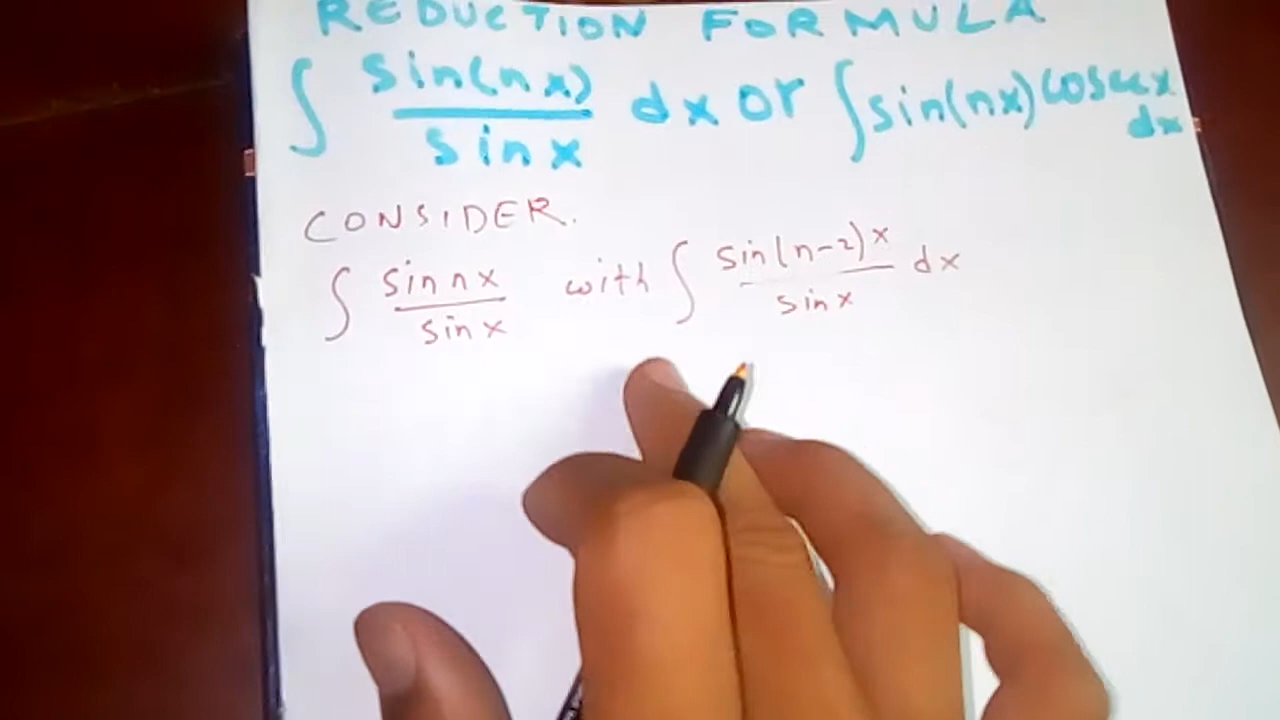 REDUCTION FORMULA
∫ sin(nx)/sinx dx or ∫sin(nx)cosecx dx
CONSIDER.
∫ sin nx/sin x with ∫ sin(n-2)x/sin x dx